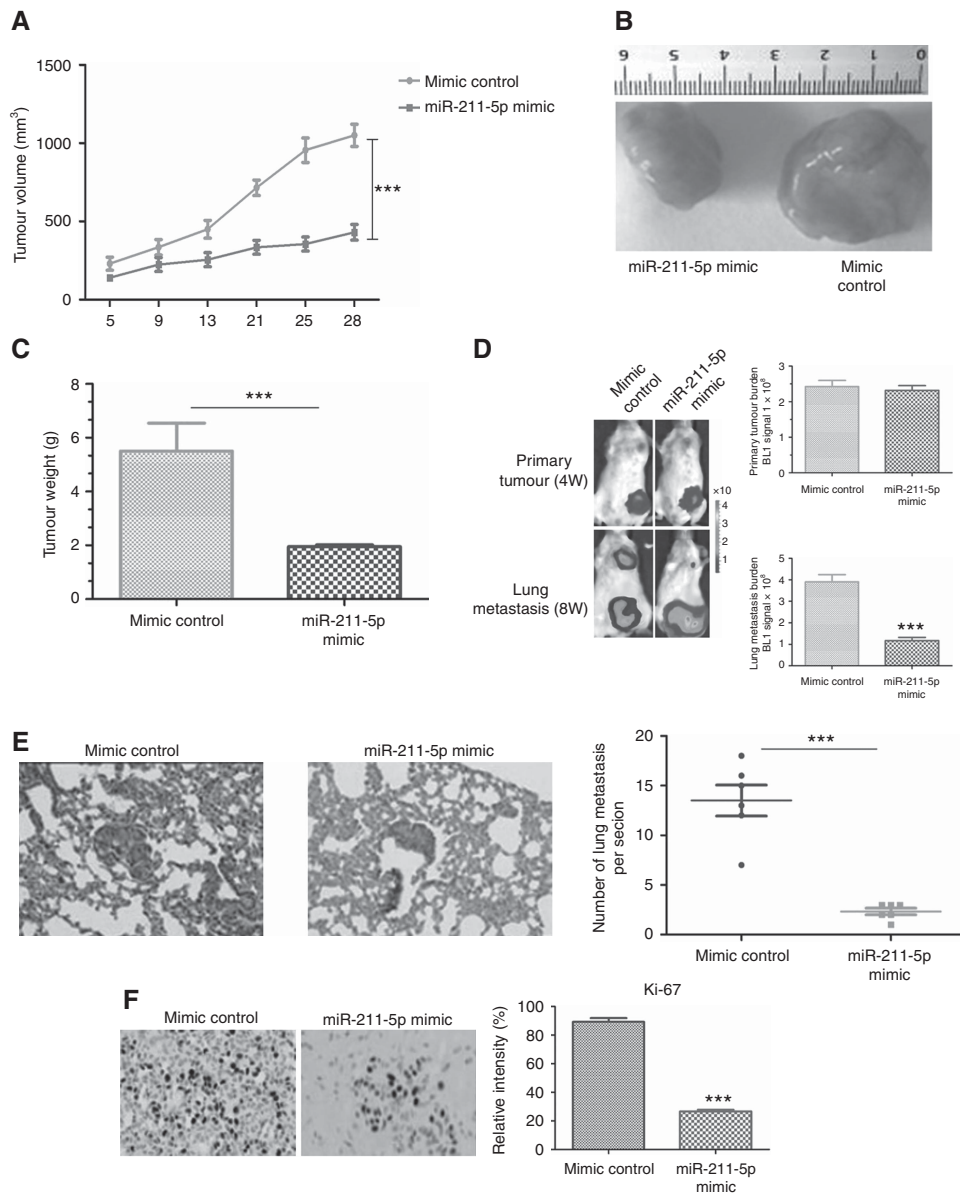 A
1500
1000
500
0
Tumour volume (mm3)
5 9 13 21 25 28
Mimic control
miR-211-5p mimic
***
B
6 5 4 3 2 1 0
miR-211-5p mimic
Mimic
control
C
8
6
4
2
0
Tumour weight (g)
***
Mimic control
miR-211-5p
mimic
D
Mimic
control
miR-211-5p
mimic
Primary
tumour (4W)
Lung
metastasis (8W)
×10
4
3
2
1
Primary tumour burden
BL1 signal 1 × 10⁸
3
2
1
0
Mimic control
miR-211-5p
mimic
Lung metastasis burden
BL1 signal × 10⁸
5
4
3
2
1
0
***
Mimic control
miR-211-5p
mimic
E
Mimic control
miR-211-5p mimic
Number of lung metastasis
per secion
20
15
10
5
0
***
Mimic control
miR-211-5p
mimic
F
Mimic control
miR-211-5p mimic
Ki-67
Relative intensity (%)
100
80
60
40
20
0
***
Mimic control
miR-211-5p
mimic